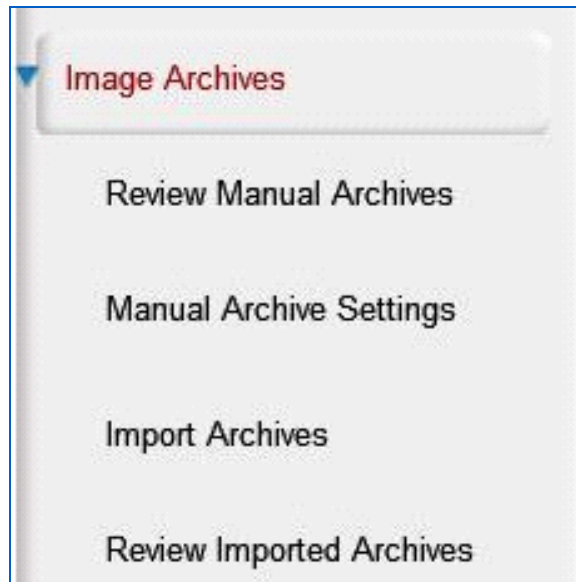 Image Archives
Review Manual Archives
Manual Archive Settings
Import Archives
Review Imported Archives